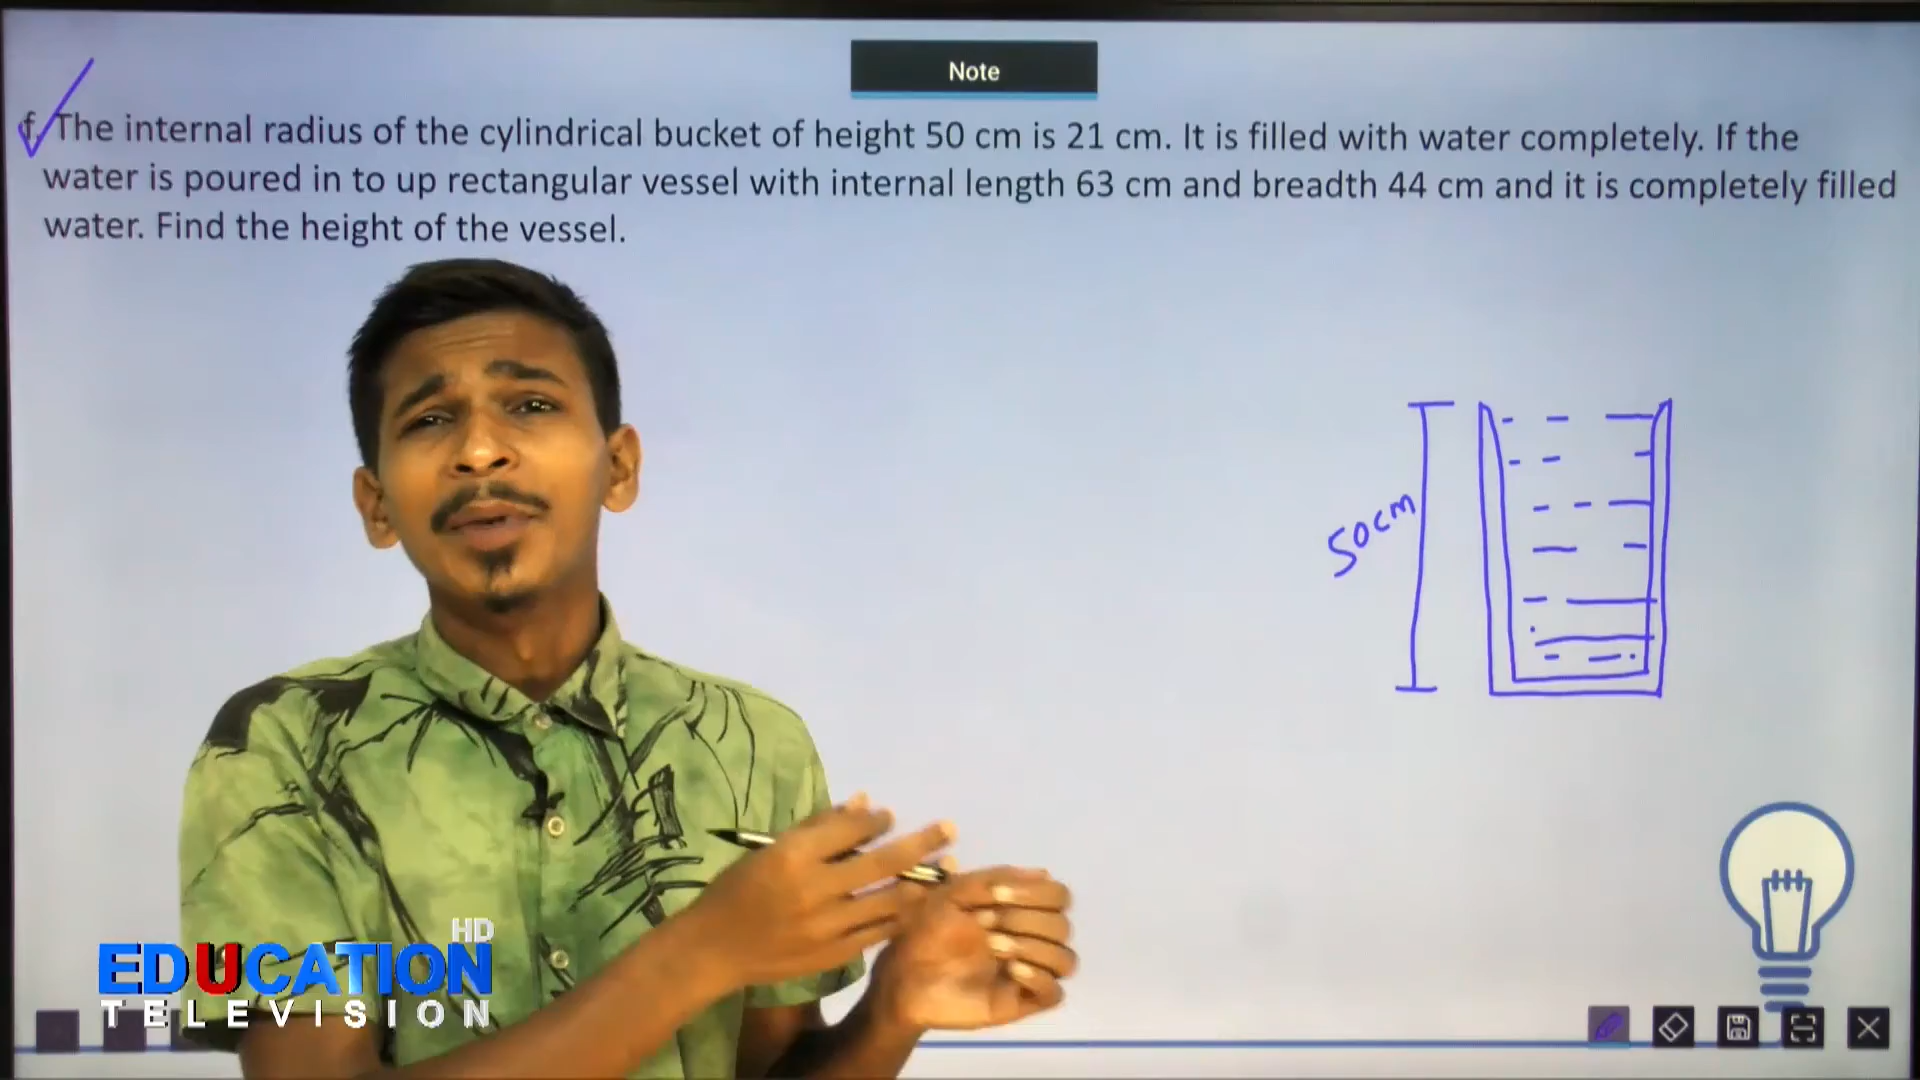 Note
f. The internal radius of the cylindrical bucket of height 50 cm is 21 cm. It is filled with water completely. If the
water is poured in to up rectangular vessel with internal length 63 cm and breadth 44 cm and it is completely filled
water. Find the height of the vessel.
50cm
HD
EDUCATION
TELEVISION